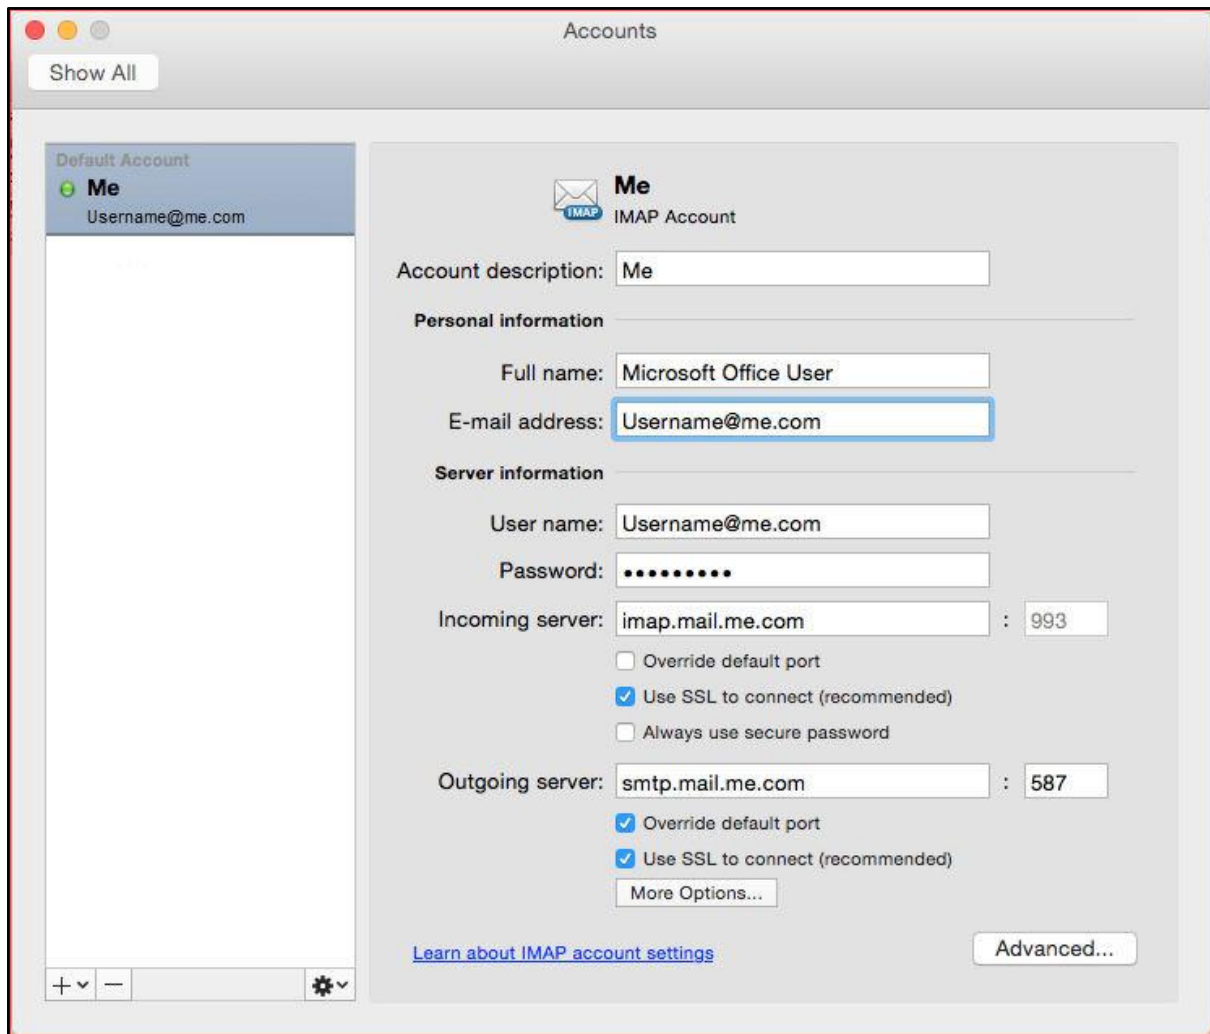 Accounts
Show All
Default Account
Me
Username@me.com
Me
IMAP
IMAP Account
Account description: Me
Personal information
Full name: Microsoft Office User
E-mail address: Username@me.com
Server information
User name: Username@me.com
Password: •••••••••
Incoming server: imap.mail.me.com : 993
Override default port
Use SSL to connect (recommended)
Always use secure password
Outgoing server: smtp.mail.me.com : 587
Override default port
Use SSL to connect (recommended)
More Options...
Learn about IMAP account settings
Advanced...